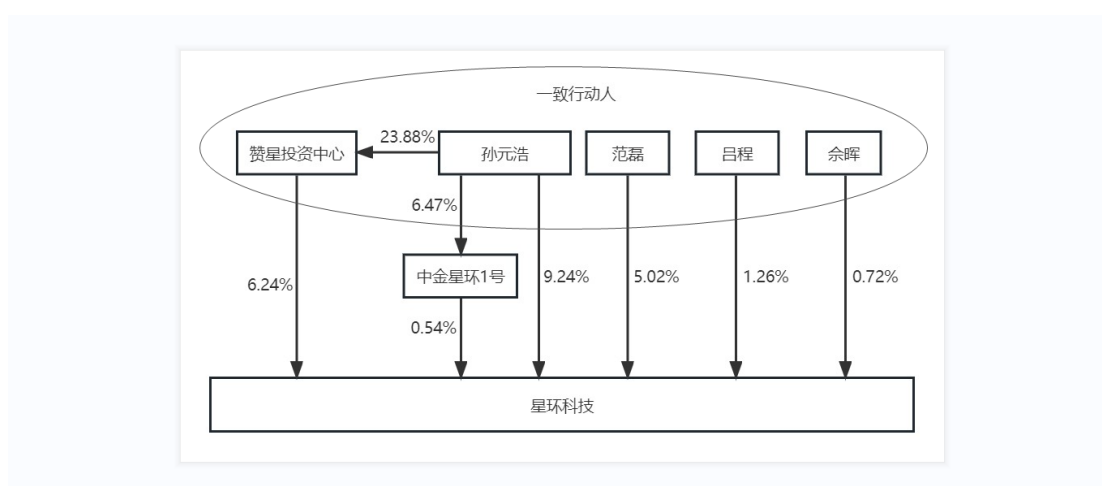 一致行动人
赞星投资中心
23.88%
孙元浩
范磊
吕程
佘晖
6.47%
6.24%
中金星环1号
9.24%
5.02%
1.26%
0.72%
0.54%
星环科技